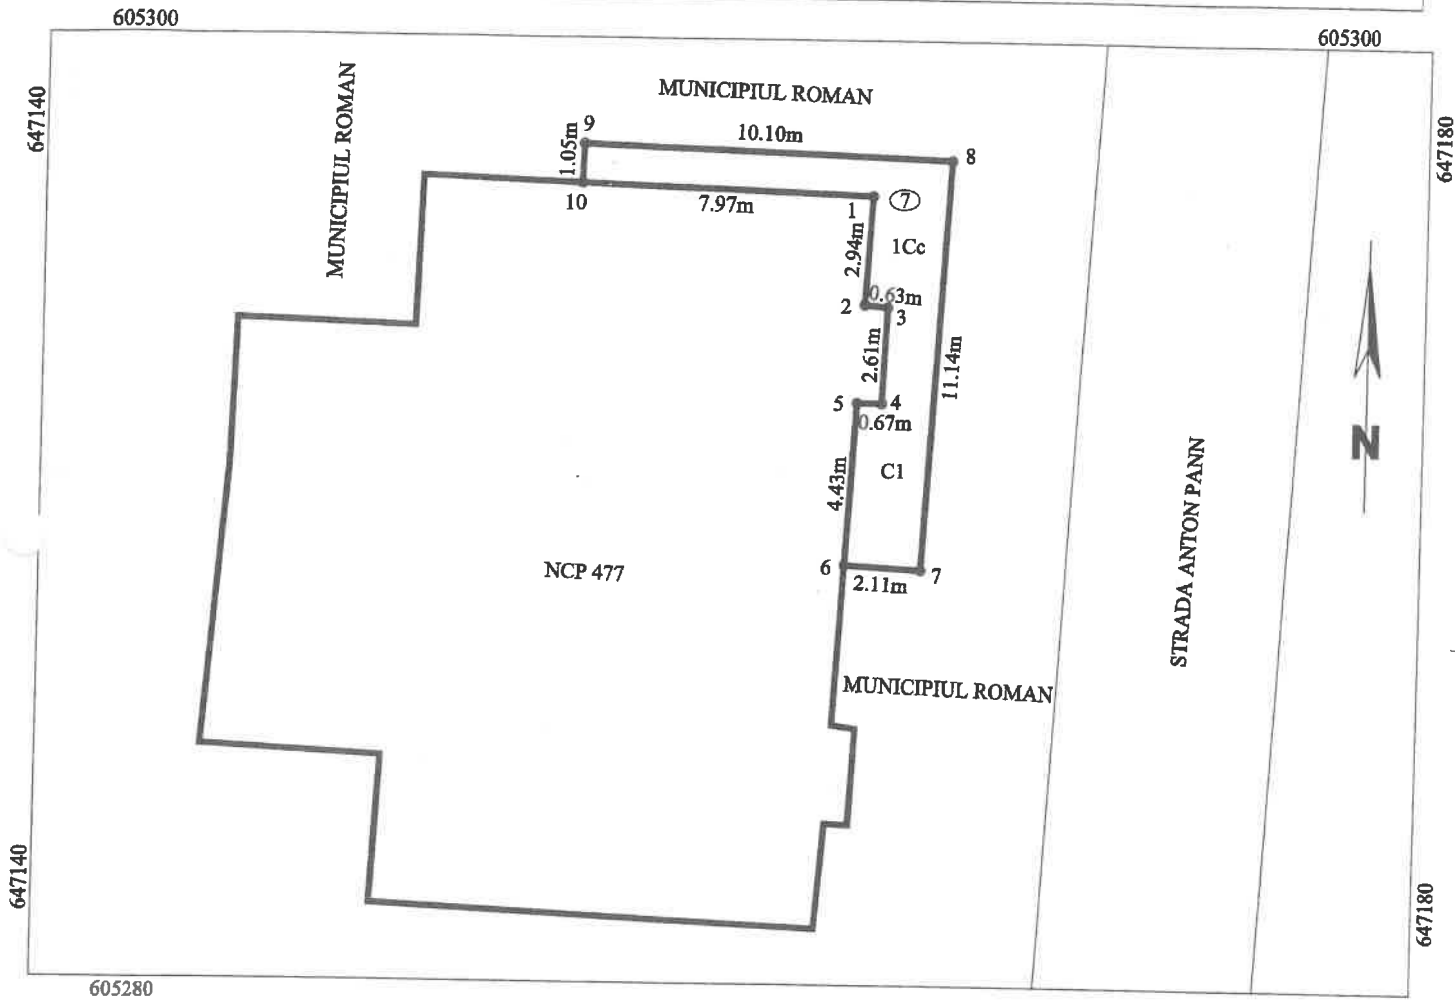 605300
605300
647140
647180
MUNICIPIUL ROMAN
MUNICIPIUL ROMAN
9
10.10m
8
1.05m
10
7.97m
1
7
2.94m
1Cc
2
0.63m
3
2.61m
11.14m
5
4
0.67m
4.43m
C1
N
STRADA ANTON PANN
NCP 477
6
2.11m
7
MUNICIPIUL ROMAN
647140
647180
605280